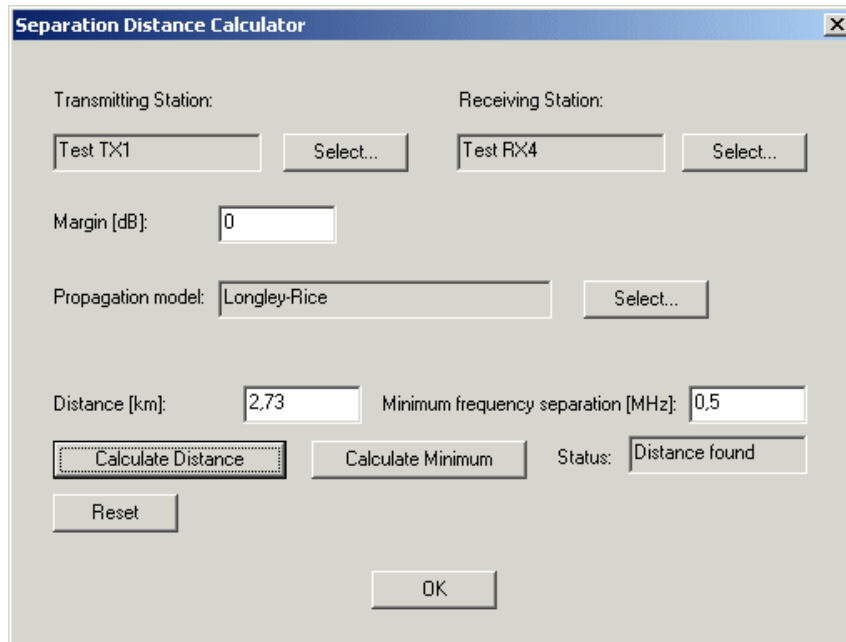 Separation Distance Calculator
Transmitting Station: Receiving Station:
Test TX1 Select... Test RX4 Select...
Margin [dB]: 0
Propagation model: Longley-Rice Select...
Distance [km]: 2,73 Minimum frequency separation [MHz]: 0,5
Calculate Distance Calculate Minimum Status: Distance found
Reset
OK